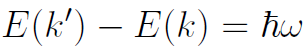 E(k′) − E(k) = ħω